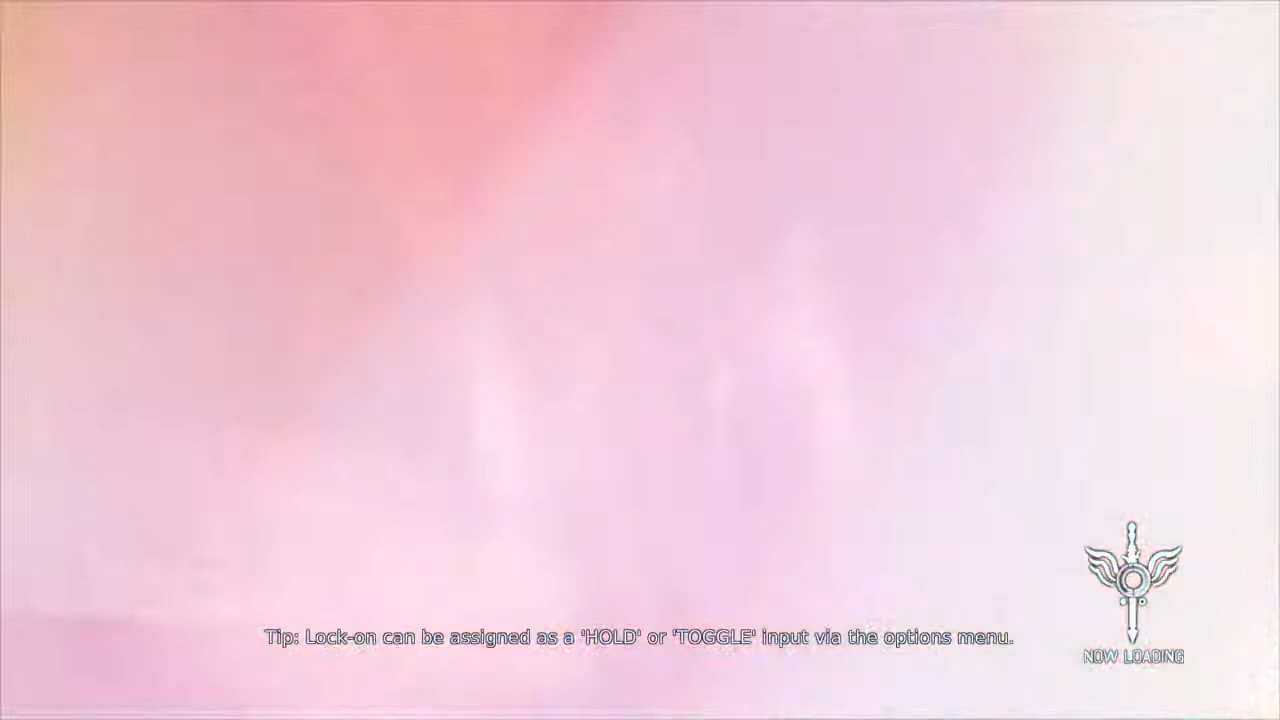 Tip: Lock-on can be assigned as a 'HOLD' or 'TOGGLE' input via the options menu.
NOW LOADING